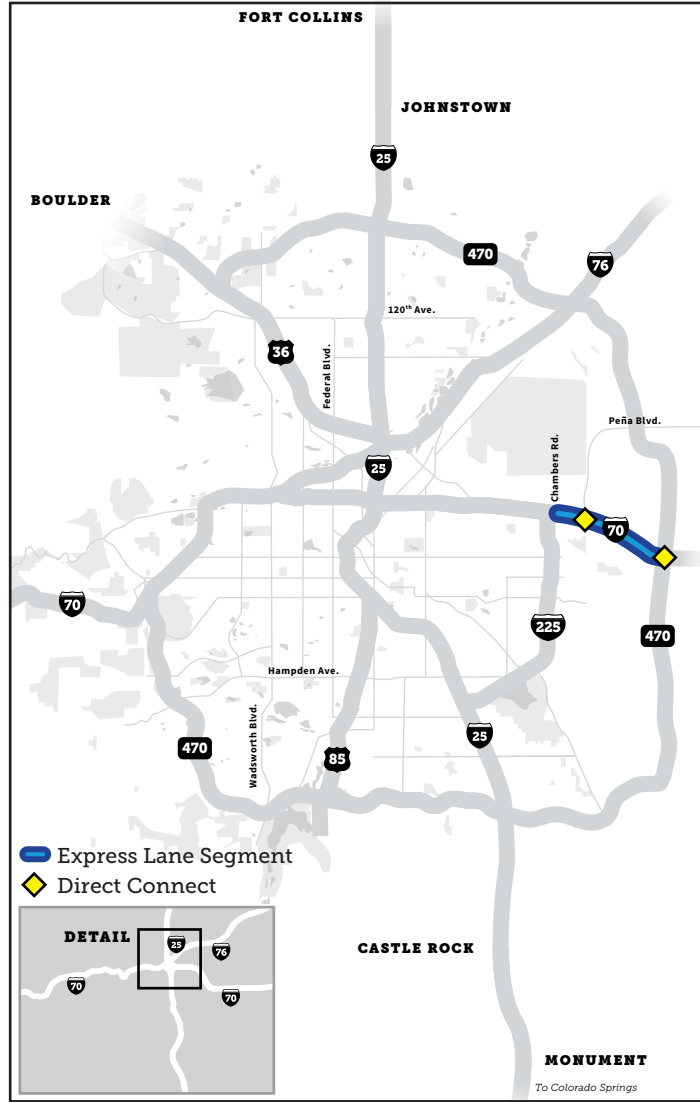 FORT COLLINS
JOHNSTOWN
25
BOULDER
470
76
120th Ave.
36
Federal Blvd.
Peña Blvd.
Chambers Rd.
25
70
70
225
470
Hampden Ave.
Wadsworth Blvd.
25
470
85
Express Lane Segment
Direct Connect
DETAIL
25
76
70
70
CASTLE ROCK
MONUMENT
To Colorado Springs